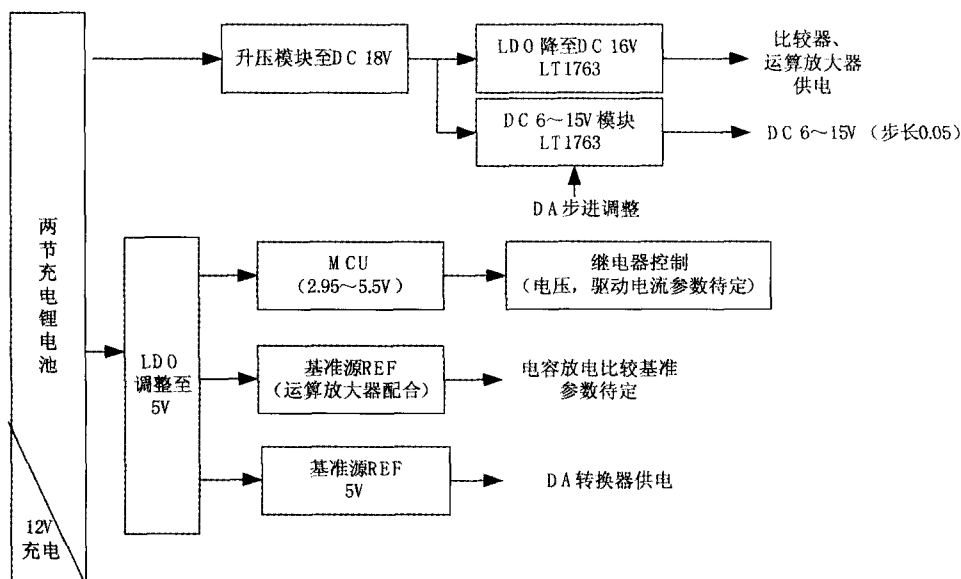 升压模块至DC 18V
LDO 降至DC 16V
LT1763
比较器、
运算放大器
供电
DC 6～15V 模块
LT1763
DC 6～15V (步长0.05)
DA步进调整
两
节
充
电
锂
电
池
12V
充电
LDO
调整至
5V
MCU
(2.95～5.5V)
继电器控制
(电压，驱动电流参数待定)
基准源REF
(运算放大器配合)
电容放电比较基准
参数待定
基准源REF
5V
DA转换器供电